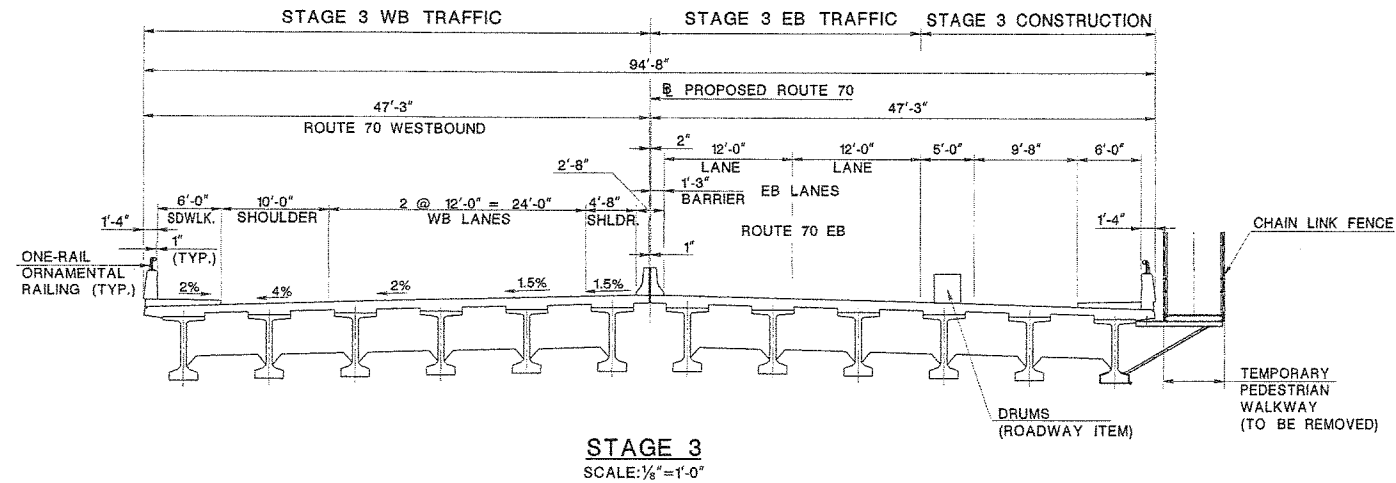 STAGE 3 WB TRAFFIC
STAGE 3 EB TRAFFIC
STAGE 3 CONSTRUCTION
94'-8"
℄ PROPOSED ROUTE 70
47'-3"
ROUTE 70 WESTBOUND
47'-3"
2"
12'-0"
LANE
12'-0"
LANE
5'-0"
9'-8"
6'-0"
2'-8"
1'-3"
BARRIER
EB LANES
ROUTE 70 EB
1'-4"
6'-0"
SDWLK.
10'-0"
SHOULDER
2 @ 12'-0" = 24'-0"
WB LANES
4'-8"
SHLDR.
1"
(TYP.)
1"
1'-4"
CHAIN LINK FENCE
ONE-RAIL
ORNAMENTAL
RAILING (TYP.)
2%
4%
2%
1.5%
1.5%
DRUMS
(ROADWAY ITEM)
TEMPORARY
PEDESTRIAN
WALKWAY
(TO BE REMOVED)
STAGE 3
SCALE:⅛"=1'-0"